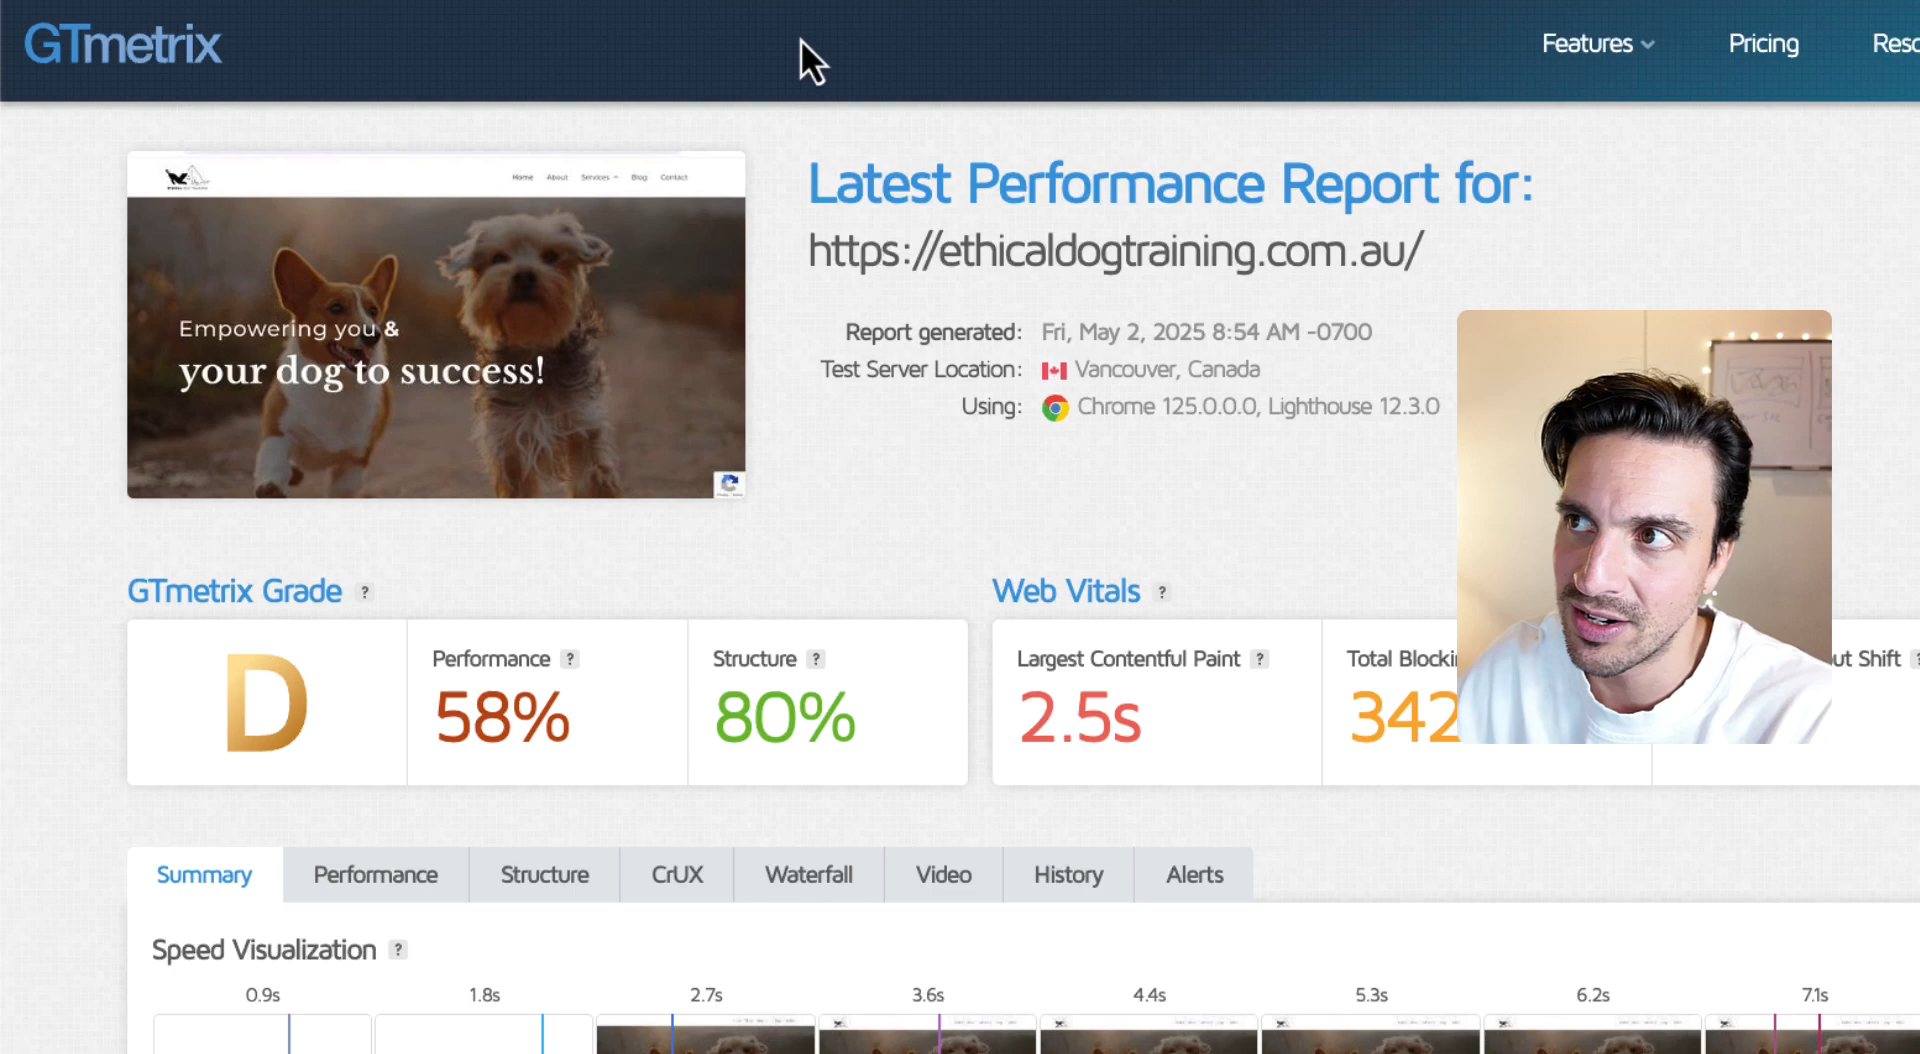 GTmetrix
Features
Pricing
Home About Services Blog Contact
Empowering you &
your dog to success!
Latest Performance Report for:
https://ethicaldogtraining.com.au/
Report generated: Fri, May 2, 2025 8:54 AM -0700
Test Server Location: Vancouver, Canada
Using: Chrome 125.0.0.0, Lighthouse 12.3.0
GTmetrix Grade ?
Web Vitals ?
D
Performance ?
58%
Structure ?
80%
Largest Contentful Paint ?
2.5s
Total
342
Shift
Summary
Performance
Structure
CrUX
Waterfall
Video
History
Alerts
Speed Visualization ?
0.9s 1.8s 2.7s 3.6s 4.4s 5.3s 6.2s 7.1s